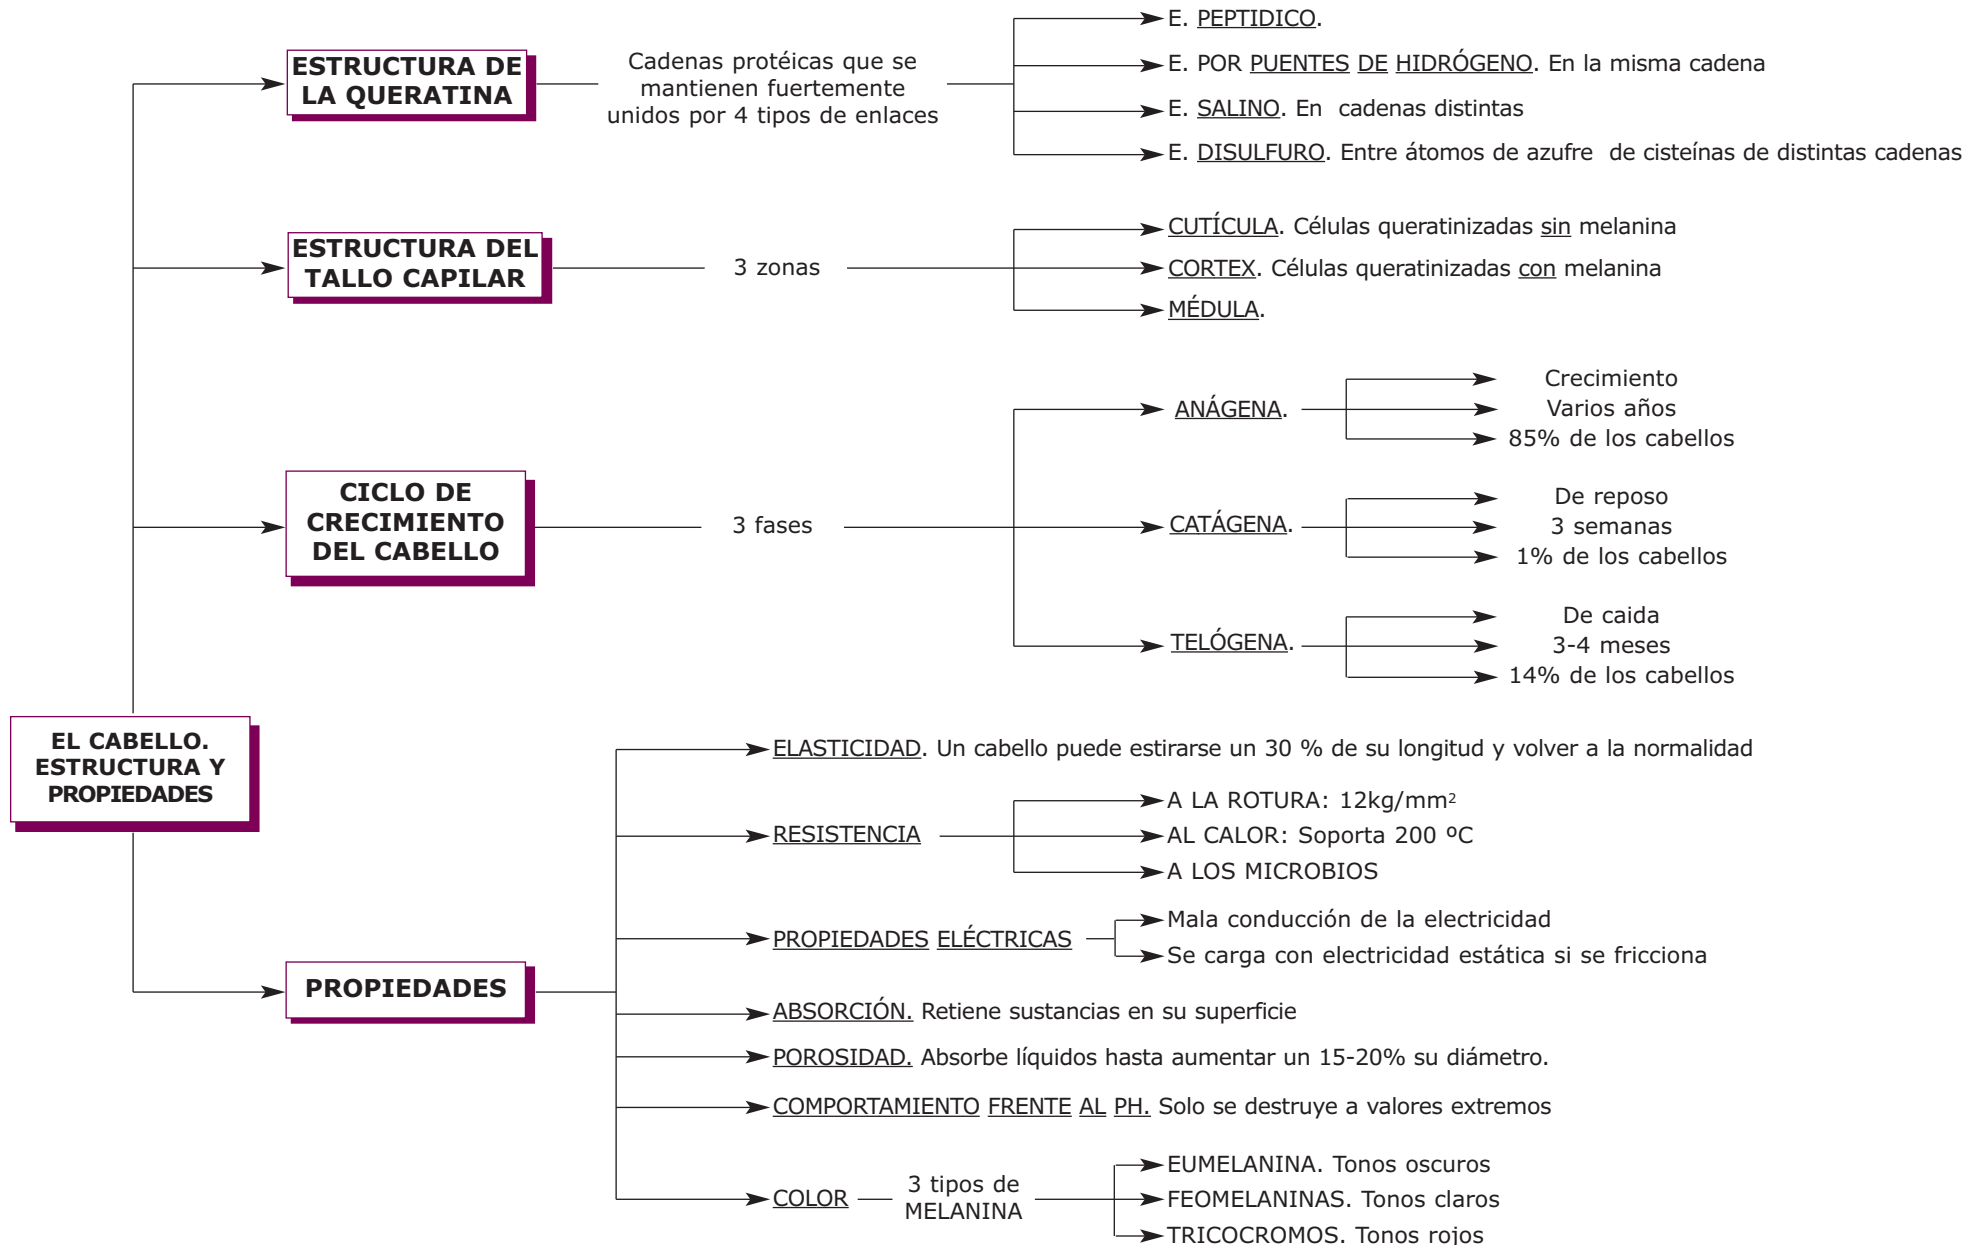 EL CABELLO.
ESTRUCTURA Y
PROPIEDADES
ESTRUCTURA DE
LA QUERATINA
Cadenas protéicas que se
mantienen fuertemente
unidos por 4 tipos de enlaces
E. PEPTIDICO.
E. POR PUENTES DE HIDRÓGENO. En la misma cadena
E. SALINO. En cadenas distintas
E. DISULFURO. Entre átomos de azufre de cisteínas de distintas cadenas
ESTRUCTURA DEL
TALLO CAPILAR
3 zonas
CUTÍCULA. Células queratinizadas sin melanina
CORTEX. Células queratinizadas con melanina
MÉDULA.
CICLO DE
CRECIMIENTO
DEL CABELLO
3 fases
ANÁGENA.
Crecimiento
Varios años
85% de los cabellos
CATÁGENA.
De reposo
3 semanas
1% de los cabellos
TELÓGENA.
De caida
3-4 meses
14% de los cabellos
PROPIEDADES
ELASTICIDAD. Un cabello puede estirarse un 30 % de su longitud y volver a la normalidad
RESISTENCIA
A LA ROTURA: 12kg/mm²
AL CALOR: Soporta 200 ºC
A LOS MICROBIOS
PROPIEDADES ELÉCTRICAS
Mala conducción de la electricidad
Se carga con electricidad estática si se fricciona
ABSORCIÓN. Retiene sustancias en su superficie
POROSIDAD. Absorbe líquidos hasta aumentar un 15-20% su diámetro.
COMPORTAMIENTO FRENTE AL PH. Solo se destruye a valores extremos
COLOR
3 tipos de
MELANINA
EUMELANINA. Tonos oscuros
FEOMELANINAS. Tonos claros
TRICOCROMOS. Tonos rojos